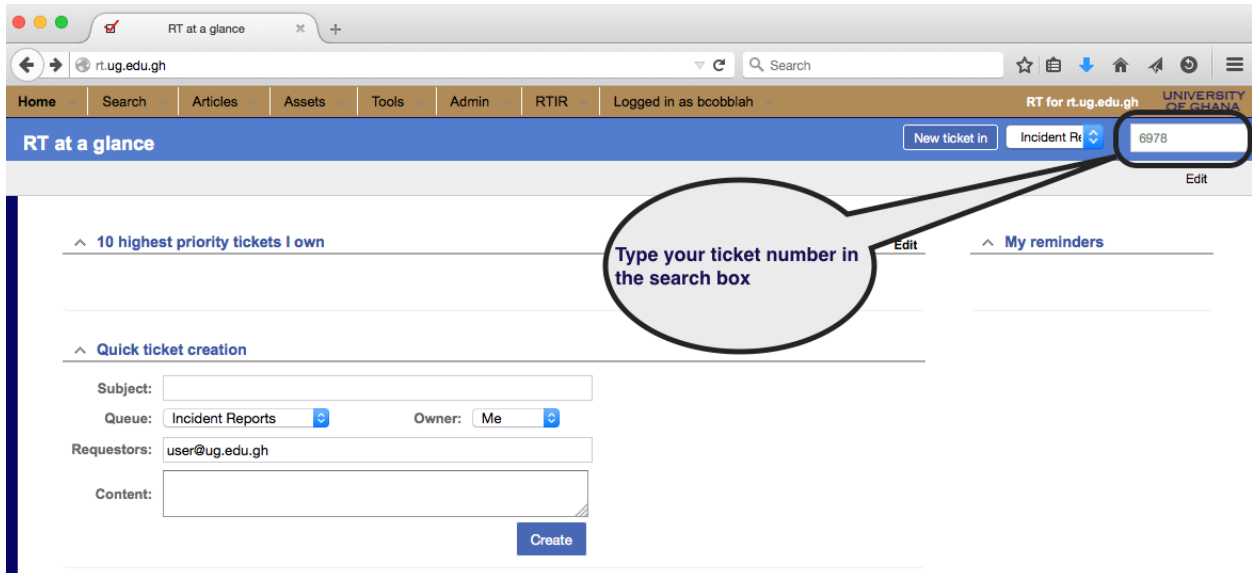 RT at a glance
rt.ug.edu.gh
Search
Home Search Articles Assets Tools Admin RTIR Logged in as bcobblah RT for rt.ug.edu.gh UNIVERSITY
OF GHANA
RT at a glance New ticket in Incident Re 6978
Edit
10 highest priority tickets I own Edit My reminders
Type your ticket number in
the search box
Quick ticket creation
Subject:
Queue: Incident Reports Owner: Me
Requestors: user@ug.edu.gh
Content:
Create